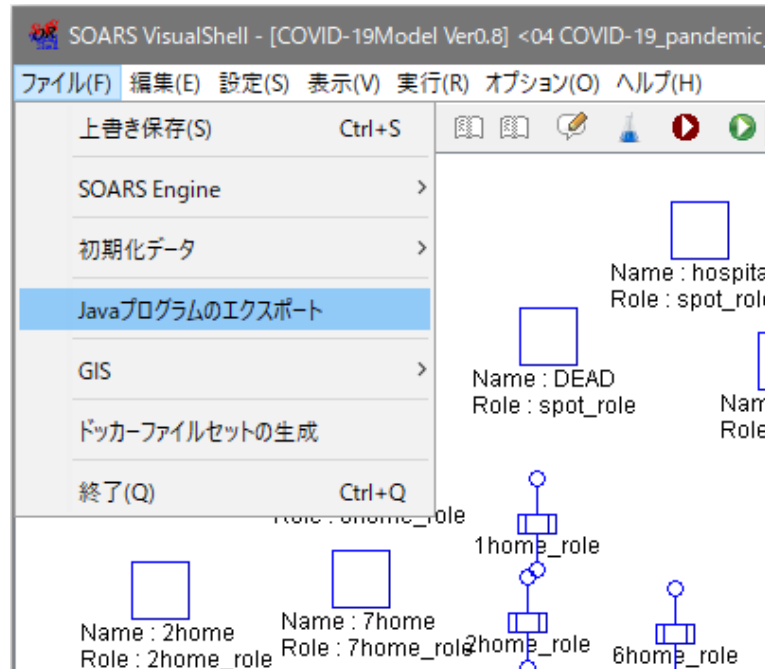 SOARS VisualShell - [COVID-19Model Ver0.8] <04 COVID-19_pandemic_
ファイル(F) 編集(E) 設定(S) 表示(V) 実行(R) オプション(O) ヘルプ(H)
上書き保存(S) Ctrl+S
SOARS Engine
初期化データ
Javaプログラムのエクスポート
GIS
ドッカーファイルセットの生成
終了(Q) Ctrl+Q
Name : hospita
Role : spot_role
Name : DEAD
Role : spot_role
Nam
Role
1home_role
Name : 2home
Role : 2home_role
Name : 7home
Role : 7home_role
2home_role
6home_role